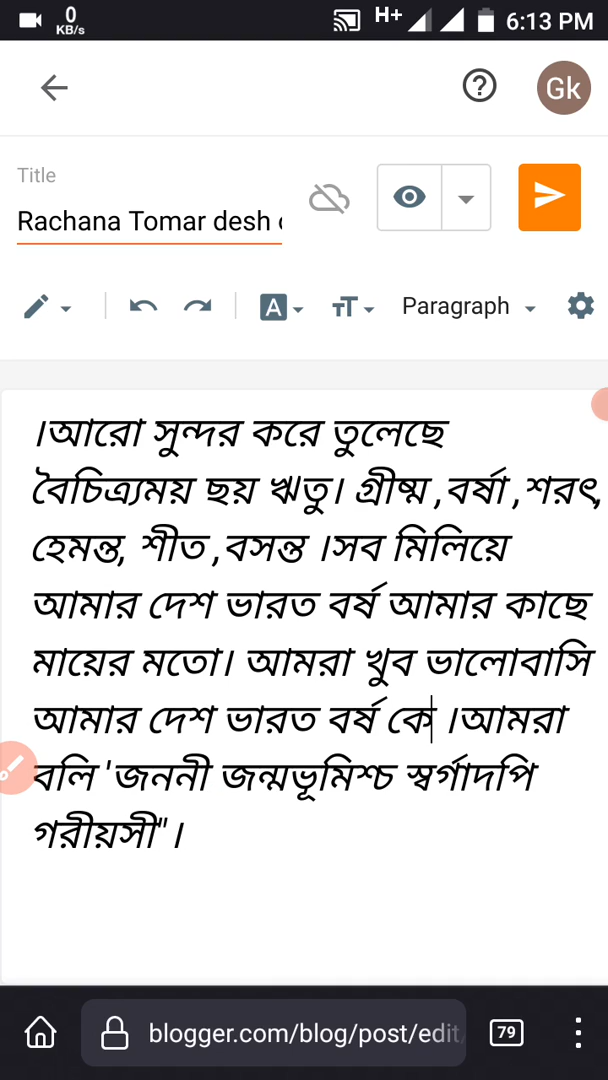 0
KB/s
H+
6:13 PM
Gk
Title
Rachana Tomar desh
A
TT
Paragraph
।আরো সুন্দর করে তুলেছে
বৈচিত্র্যময় ছয় ঋতু। গ্রীষ্ম ,বর্ষা ,শরৎ,
হেমন্ত, শীত ,বসন্ত ।সব মিলিয়ে
আমার দেশ ভারত বর্ষ আমার কাছে
মায়ের মতো। আমরা খুব ভালোবাসি
আমার দেশ ভারত বর্ষ কে ।আমরা
বলি 'জননী জন্মভূমিশ্চ স্বর্গাদপি
গরীয়সী"।
blogger.com/blog/post/edit
79